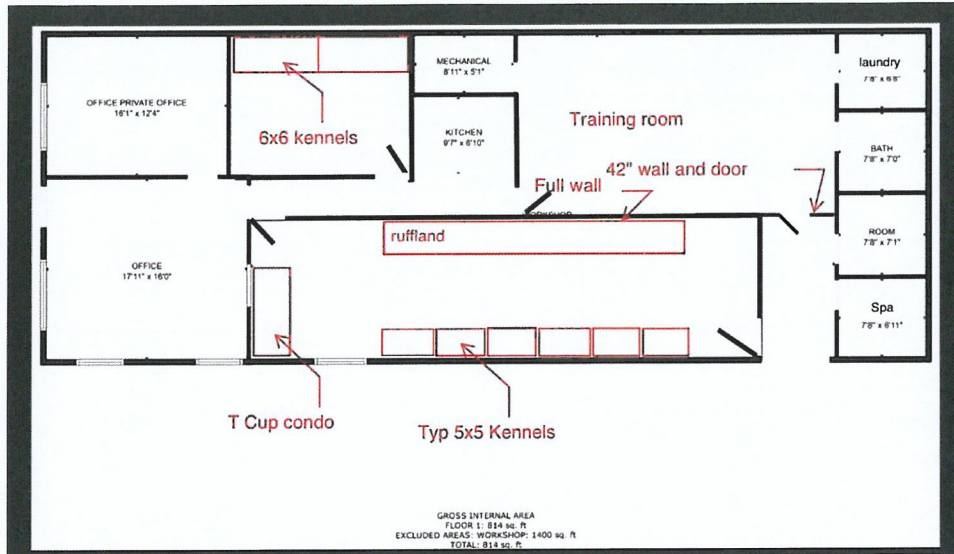 OFFICE PRIVATE OFFICE
16'1" x 12'4"
6x6 kennels
MECHANICAL
8'11" x 5'1"
KITCHEN
9'7" x 6'10"
Training room
laundry
7'8" x 6'8"
BATH
7'8" x 7'0"
42" wall and door
Full wall
WORKSHOP
ruffland
ROOM
7'8" x 7'1"
OFFICE
17'11" x 16'0"
Spa
7'8" x 6'11"
T Cup condo
Typ 5x5 Kennels
GROSS INTERNAL AREA
FLOOR 1: 814 sq. ft
EXCLUDED AREAS: WORKSHOP: 1400 sq. ft
TOTAL: 814 sq. ft